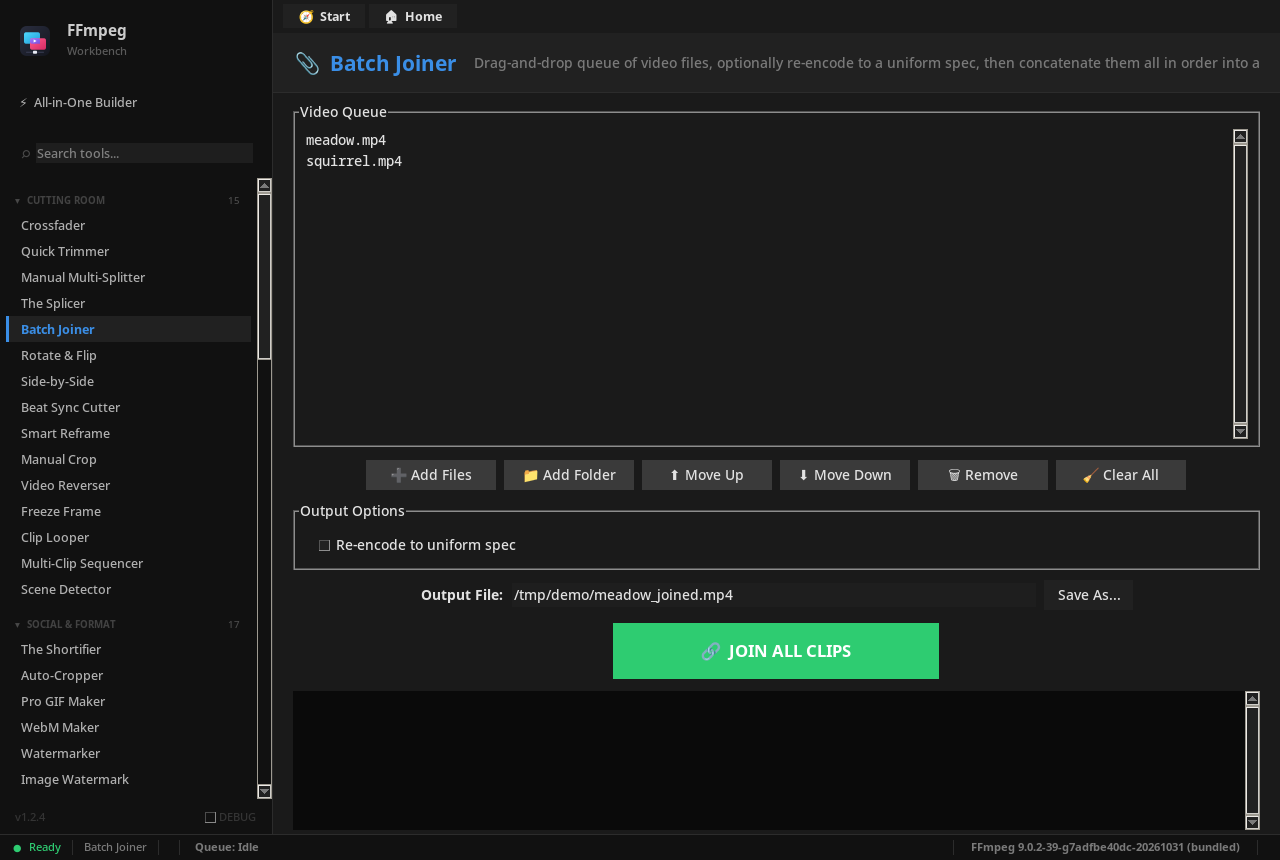 FFmpeg
Workbench
⚡ All-in-One Builder
Search tools...
▾ CUTTING ROOM 15
Crossfader
Quick Trimmer
Manual Multi-Splitter
The Splicer
Batch Joiner
Rotate & Flip
Side-by-Side
Beat Sync Cutter
Smart Reframe
Manual Crop
Video Reverser
Freeze Frame
Clip Looper
Multi-Clip Sequencer
Scene Detector
▾ SOCIAL & FORMAT 17
The Shortifier
Auto-Cropper
Pro GIF Maker
WebM Maker
Watermarker
Image Watermark
v1.2.4 DEBUG
🧭 Start 🏠 Home
📎 Batch Joiner Drag-and-drop queue of video files, optionally re-encode to a uniform spec, then concatenate them all in order into a
Video Queue
meadow.mp4
squirrel.mp4
➕ Add Files 📁 Add Folder ⬆ Move Up ⬇ Move Down 🗑 Remove 🧹 Clear All
Output Options
Re-encode to uniform spec
Output File: /tmp/demo/meadow_joined.mp4 Save As...
🔗 JOIN ALL CLIPS
● Ready Batch Joiner Queue: Idle FFmpeg 9.0.2-39-g7adfbe40dc-20261031 (bundled)